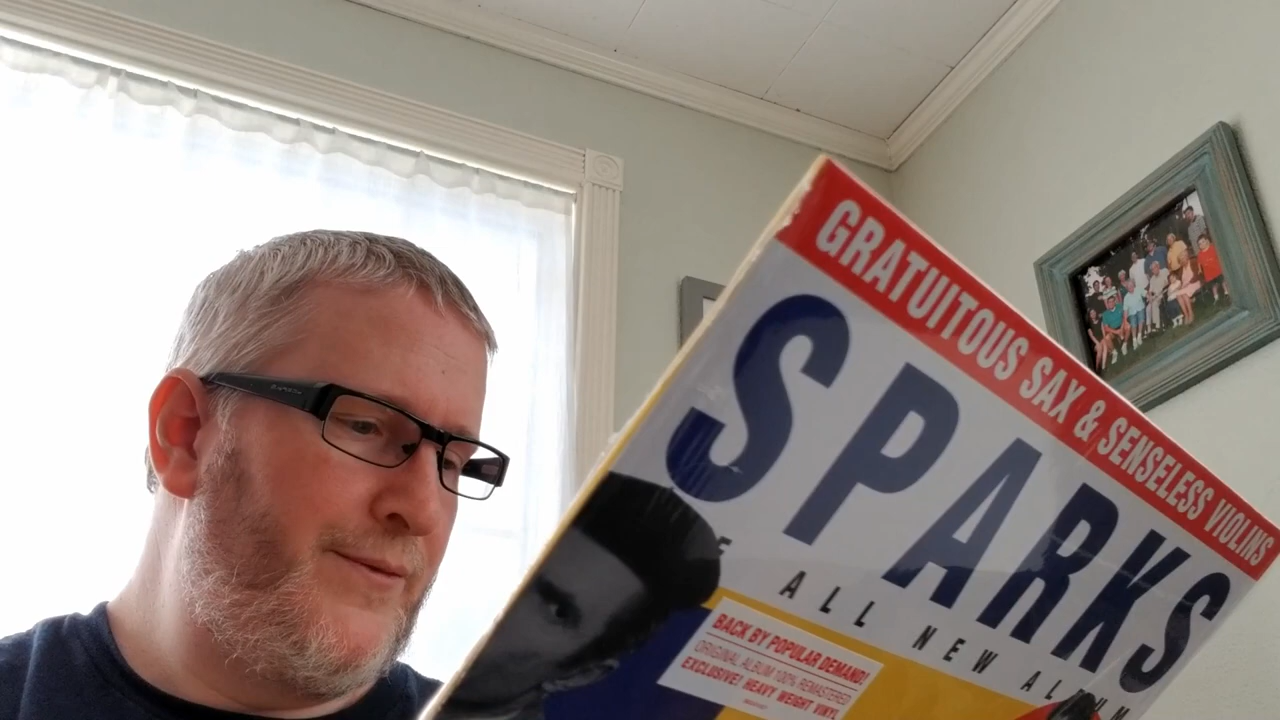 GRATUITOUS SAX & SENSELESS VIOLINS
SPARKS
ALL NEW ALBUM
BACK BY POPULAR DEMAND!
ORIGINAL ALBUM 100% REMASTERED
EXCLUSIVE! HEAVY WEIGHT VINYL